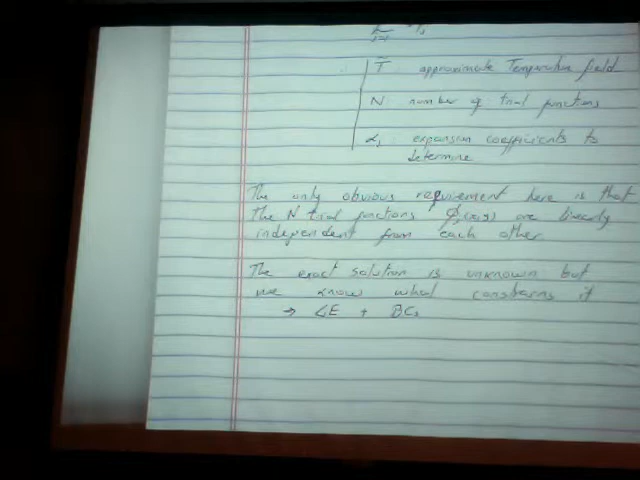 T̃ approximate Temperature field
N number of trial functions
αⱼ expansion coefficients to
determine
The only obvious requirement here is that
the N trial functions ϕⱼ(x,y) are linearly
independent from each other
The exact solution is unknown but
we know what constrains it
→ GE + BCs